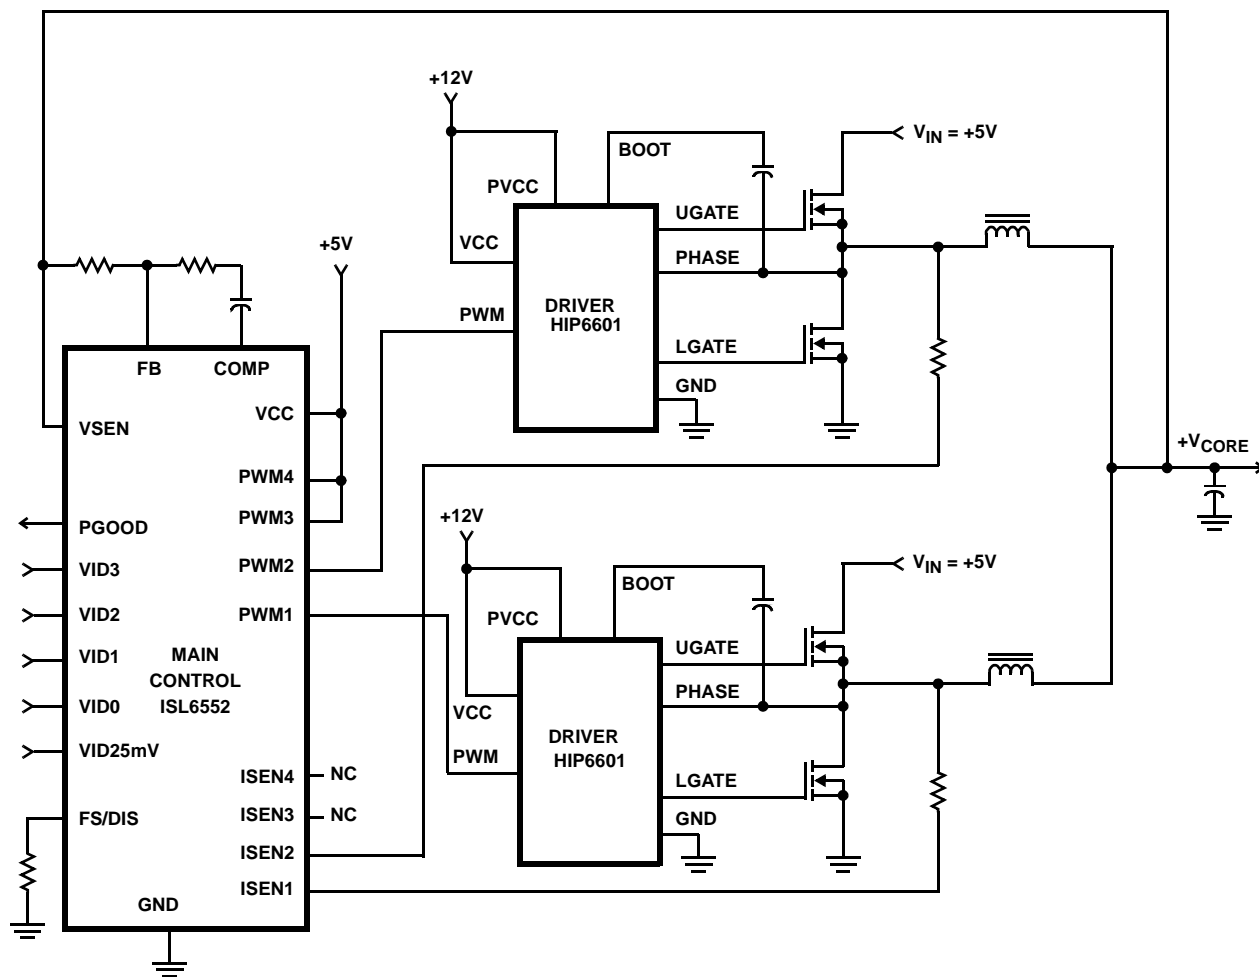 +12V
BOOT
V_IN = +5V
PVCC
UGATE
+5V
VCC
PHASE
PWM
DRIVER
HIP6601
LGATE
GND
FB
COMP
VCC
VSEN
PWM4
PWM3
PGOOD
VID3
PWM2
VID2
PWM1
VID1
MAIN
CONTROL
ISL6552
VID0
VID25mV
ISEN4
NC
FS/DIS
ISEN3
NC
ISEN2
ISEN1
GND
+V_CORE
+12V
BOOT
V_IN = +5V
PVCC
UGATE
PHASE
VCC
DRIVER
HIP6601
PWM
LGATE
GND